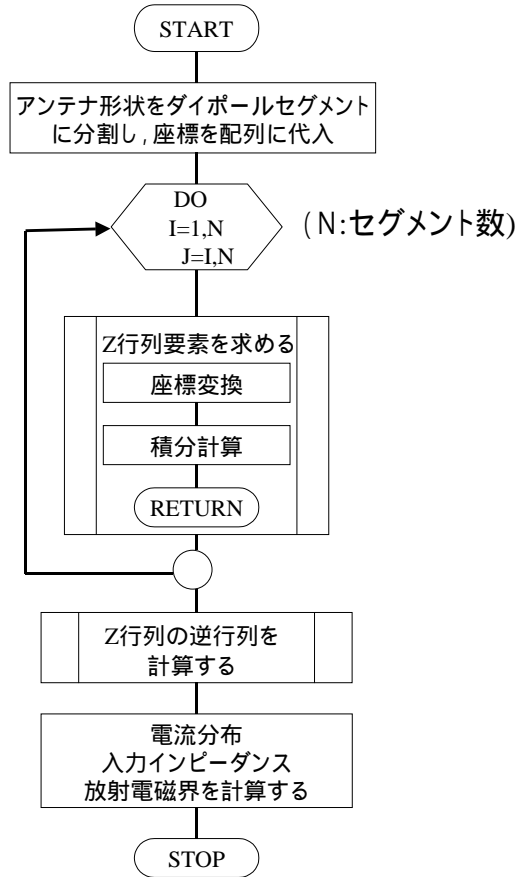 START
アンテナ形状をダイポールセグメント
に分割し,座標を配列に代入
DO
I=1,N
J=I,N
(N:セグメント数)
Z行列要素を求める
座標変換
積分計算
RETURN
Z行列の逆行列を
計算する
電流分布
入力インピーダンス
放射電磁界を計算する
STOP